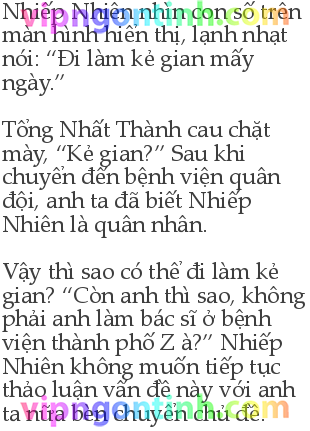 Nhiếp Nhiên nhìn con số trên
màn hình hiển thị, lạnh nhạt
nói: “Đi làm kẻ gian mấy
ngày.”
Tổng Nhất Thành cau chặt
mày, “Kẻ gian?” Sau khi
chuyển đến bệnh viện quân
đội, anh ta đã biết Nhiếp
Nhiên là quân nhân.
Vậy thì sao có thể đi làm kẻ
gian? “Còn anh thì sao, không
phải anh làm bác sĩ ở bệnh
viện thành phố Z à?” Nhiếp
Nhiên không muốn tiếp tục
thảo luận vấn đề này với anh
ta nữa bèn chuyển chủ đề.
vipngontinh.com
vipngontinh.com